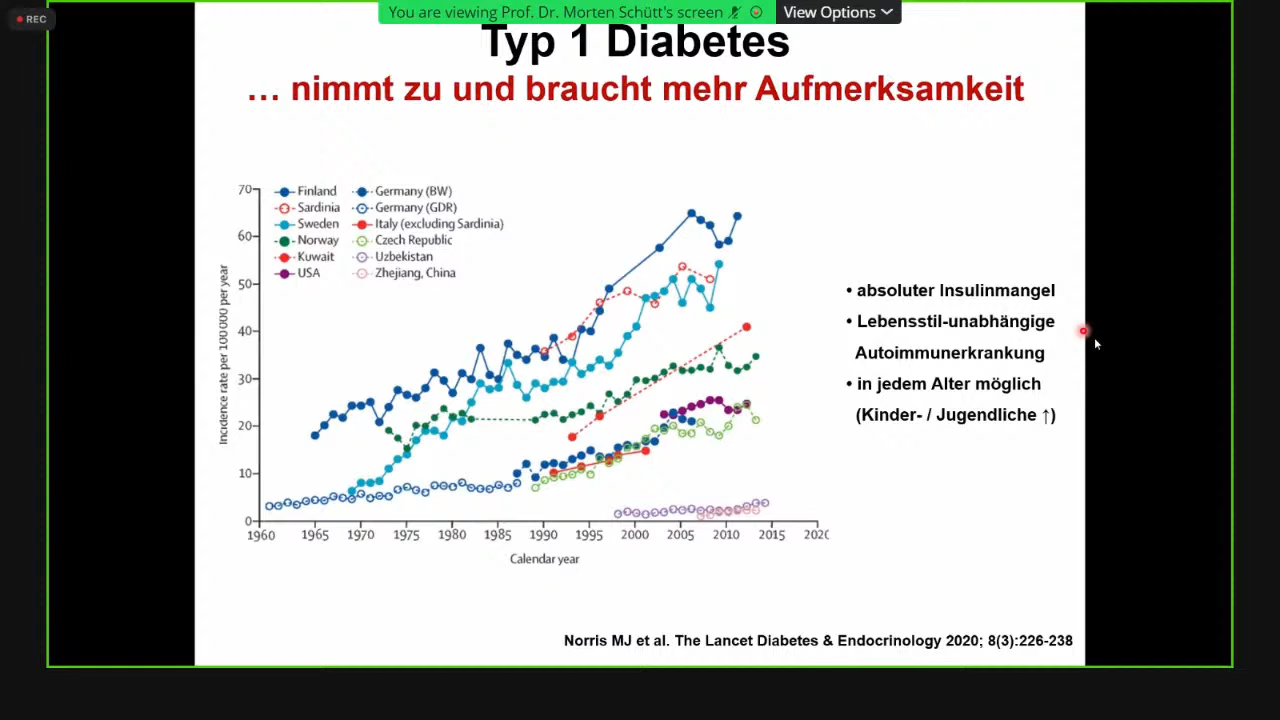 REC
You are viewing Prof. Dr. Morten Schütt's screen
View Options
Typ 1 Diabetes
... nimmt zu und braucht mehr Aufmerksamkeit
Finland
Sardinia
Sweden
Norway
Kuwait
USA
Germany (BW)
Germany (GDR)
Italy (excluding Sardinia)
Czech Republic
Uzbekistan
Zhejiang, China
Incidence rate per 100 000 per year
70
60
50
40
30
20
10
0
1960 1965 1970 1975 1980 1985 1990 1995 2000 2005 2010 2015 2020
Calendar year
• absoluter Insulinmangel
• Lebensstil-unabhängige
Autoimmunerkrankung
• in jedem Alter möglich
(Kinder- / Jugendliche ↑)
Norris MJ et al. The Lancet Diabetes & Endocrinology 2020; 8(3):226-238